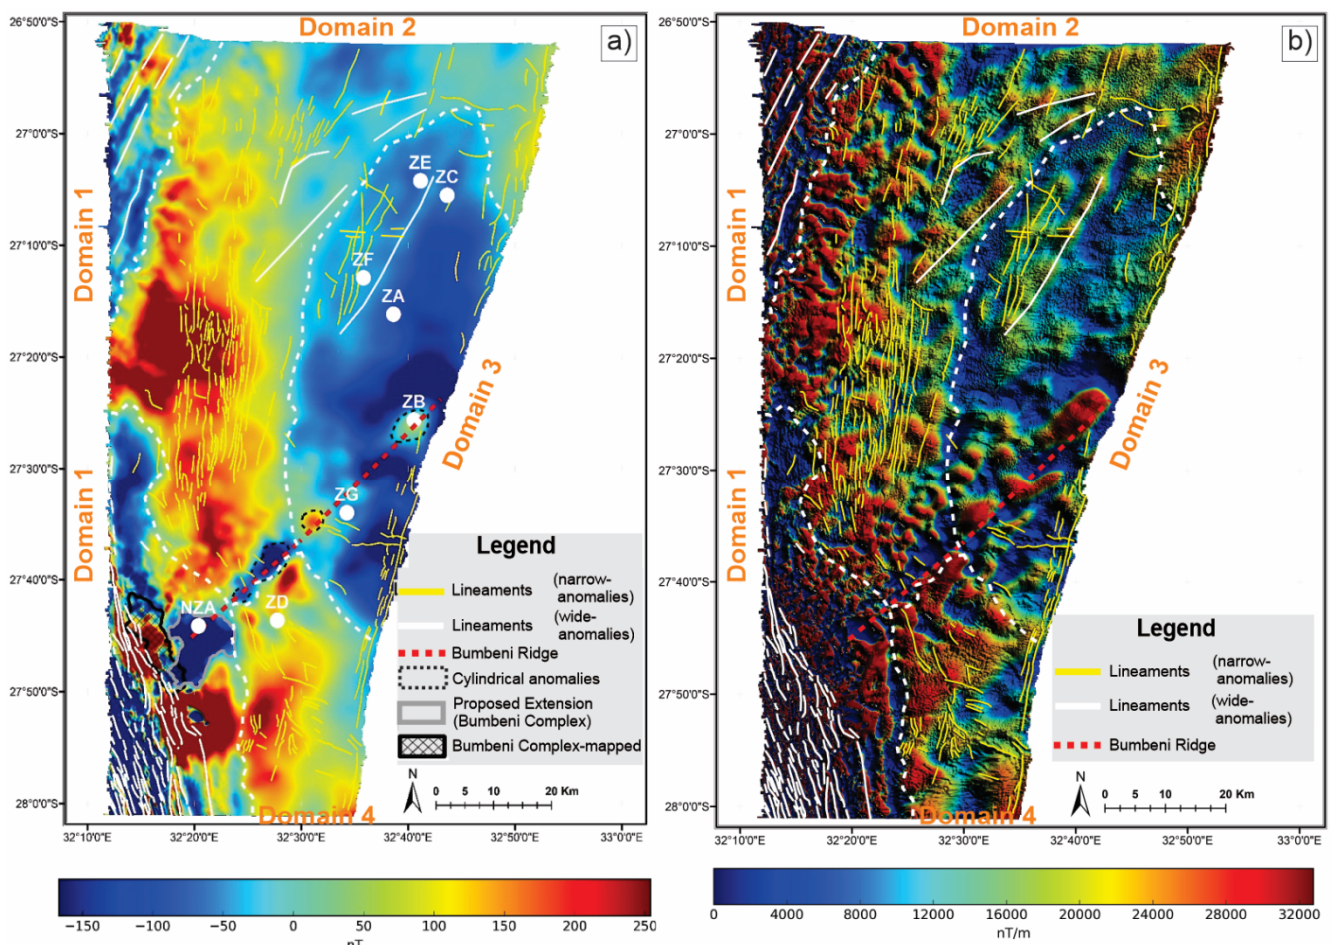 Domain 2
a)
26°50'0"S
27°0'0"S
27°10'0"S
27°20'0"S
27°30'0"S
27°40'0"S
27°50'0"S
28°0'0"S
Domain 1
Domain 1
ZE
ZC
ZF
ZA
ZB
ZG
NZA
ZD
Domain 3
Domain 4
Legend
Lineaments (narrow-
anomalies)
Lineaments (wide-
anomalies)
Bumbeni Ridge
Cylindrical anomalies
Proposed Extension
(Bumbeni Complex)
Bumbeni Complex-mapped
N
0 5 10 20 Km
32°10'0"E 32°20'0"E 32°30'0"E 32°40'0"E 32°50'0"E 33°0'0"E
−150 −100 −50 0 50 100 150 200 250
nT
Domain 2
b)
26°50'0"S
27°0'0"S
27°10'0"S
27°20'0"S
27°30'0"S
27°40'0"S
27°50'0"S
28°0'0"S
Domain 1
Domain 1
Domain 3
Domain 4
Legend
Lineaments (narrow-
anomalies)
Lineaments (wide-
anomalies)
Bumbeni Ridge
N
0 5 10 20 Km
32°10'0"E 32°20'0"E 32°30'0"E 32°40'0"E 32°50'0"E 33°0'0"E
0 4000 8000 12000 16000 20000 24000 28000 32000
nT/m